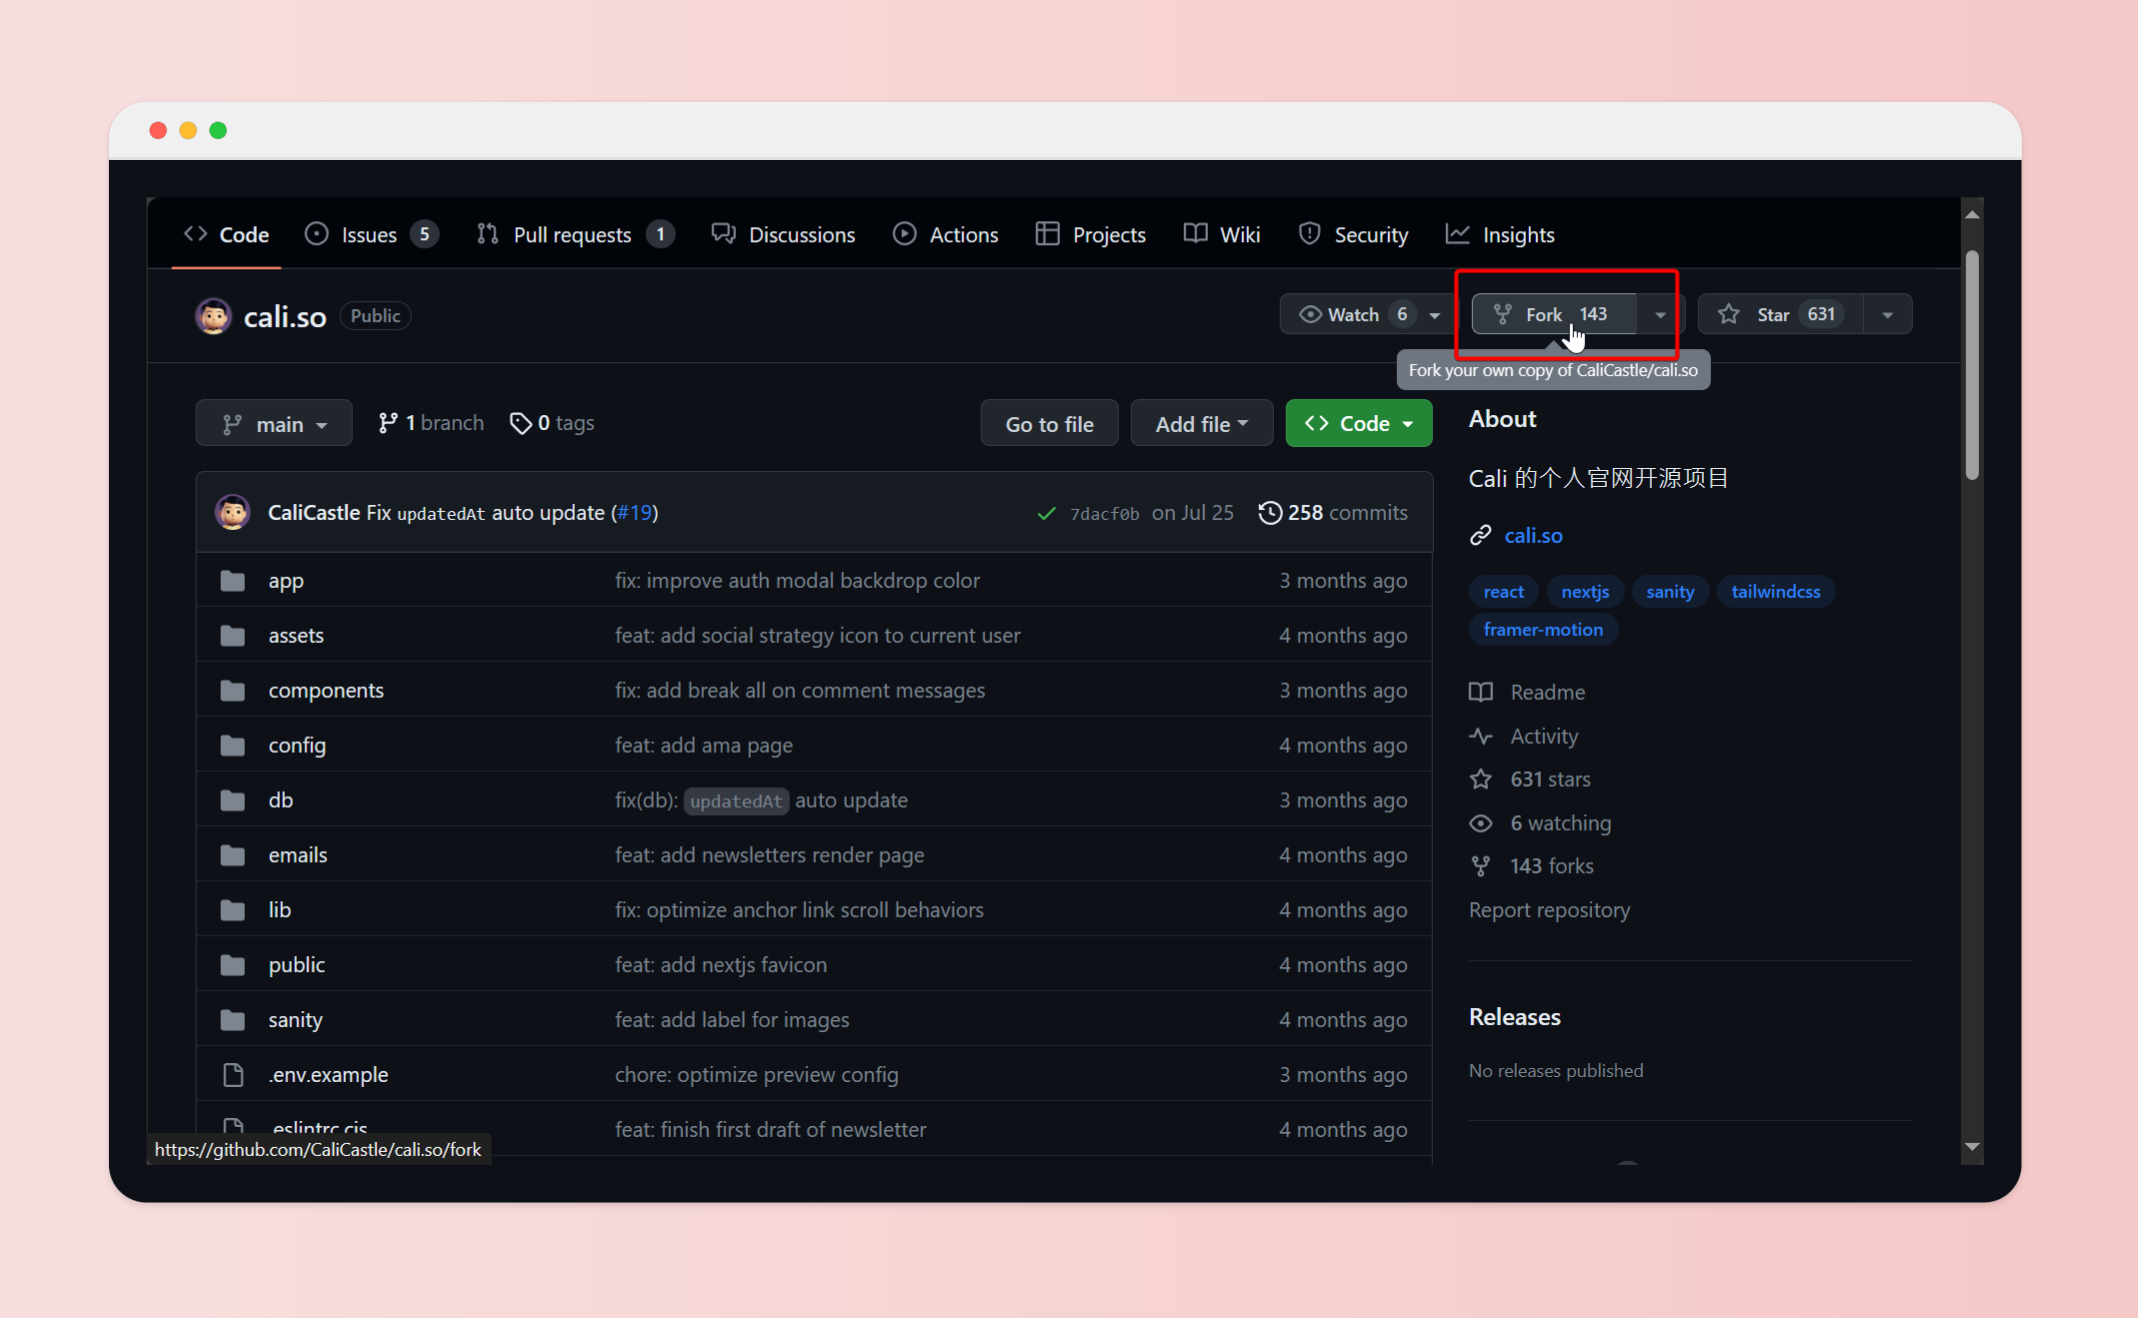 Code Issues 5 Pull requests 1 Discussions Actions Projects Wiki Security Insights
cali.so Public Watch 6 Fork 143 Star 631
Fork your own copy of CaliCastle/cali.so
main 1 branch 0 tags Go to file Add file Code
CaliCastle Fix updatedAt auto update (#19) 7dacf0b on Jul 25 258 commits
app fix: improve auth modal backdrop color 3 months ago
assets feat: add social strategy icon to current user 4 months ago
components fix: add break all on comment messages 3 months ago
config feat: add ama page 4 months ago
db fix(db): updatedAt auto update 3 months ago
emails feat: add newsletters render page 4 months ago
lib fix: optimize anchor link scroll behaviors 4 months ago
public feat: add nextjs favicon 4 months ago
sanity feat: add label for images 4 months ago
.env.example chore: optimize preview config 3 months ago
.eslintrc.cjs feat: finish first draft of newsletter 4 months ago
https://github.com/CaliCastle/cali.so/fork
About
Cali 的个人官网开源项目
cali.so
react nextjs sanity tailwindcss
framer-motion
Readme
Activity
631 stars
6 watching
143 forks
Report repository
Releases
No releases published